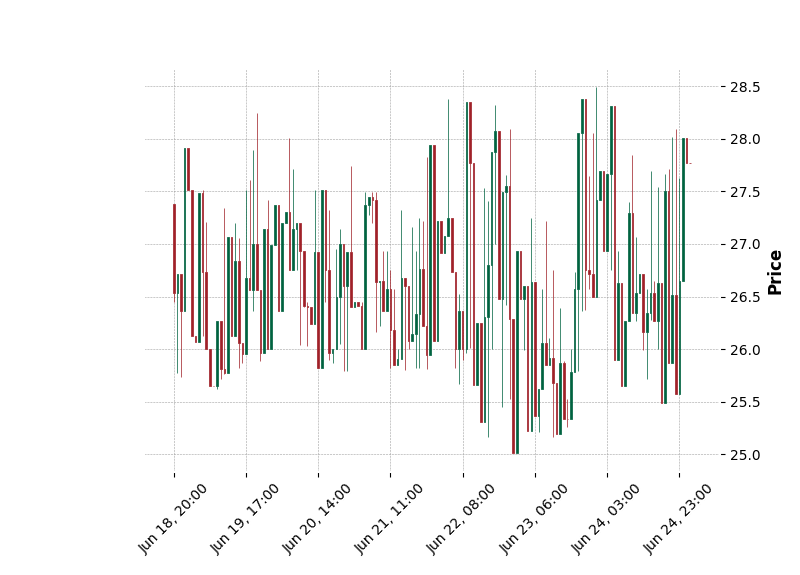 28.5
28.0
27.5
27.0
26.5
26.0
25.5
25.0
Price
Jun 18, 20:00
Jun 19, 17:00
Jun 20, 14:00
Jun 21, 11:00
Jun 22, 08:00
Jun 23, 06:00
Jun 24, 03:00
Jun 24, 23:00